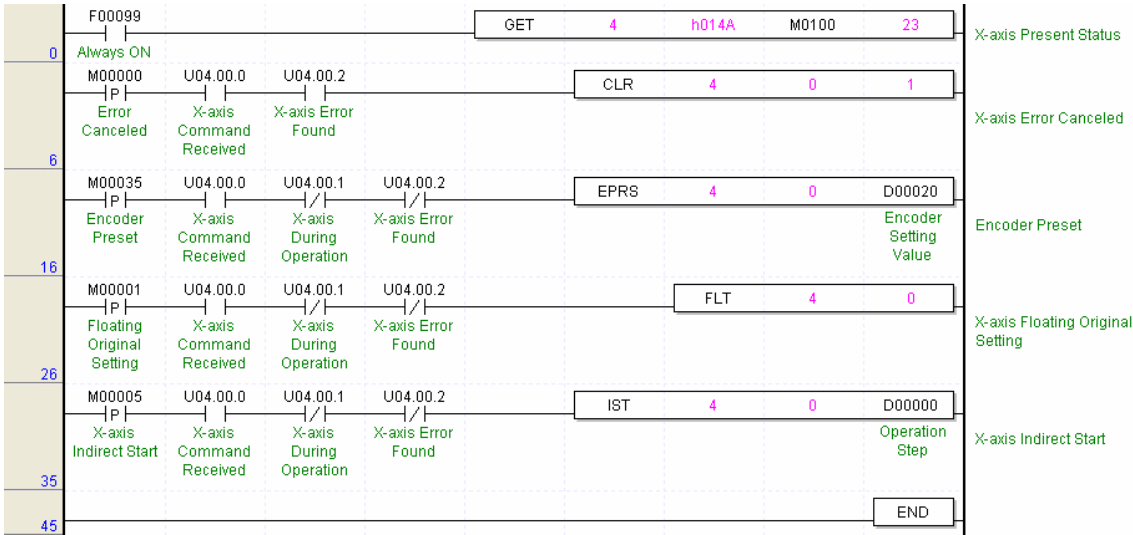 F00099
GET 4 h014A M0100 23
P
X-axis Present Status
0 Always ON
M00000 U04.00.0 U04.00.2
CLR 4 0 1
P
Error X-axis X-axis Error
Canceled Command Found
Received
X-axis Error Canceled
6
M00035 U04.00.0 U04.00.1 U04.00.2
EPRS 4 0 D00020
P
Encoder X-axis X-axis X-axis Error Encoder
Preset Command During Found Setting
Received Operation Value
Encoder Preset
16
M00001 U04.00.0 U04.00.1 U04.00.2
FLT 4 0
P
Floating X-axis X-axis X-axis Error
Original Command During Found
Setting Received Operation
X-axis Floating Original
Setting
26
M00005 U04.00.0 U04.00.1 U04.00.2
IST 4 0 D00000
P
X-axis X-axis X-axis X-axis Error Operation
Indirect Start Command During Found Step
Received Operation
X-axis Indirect Start
35
END
45